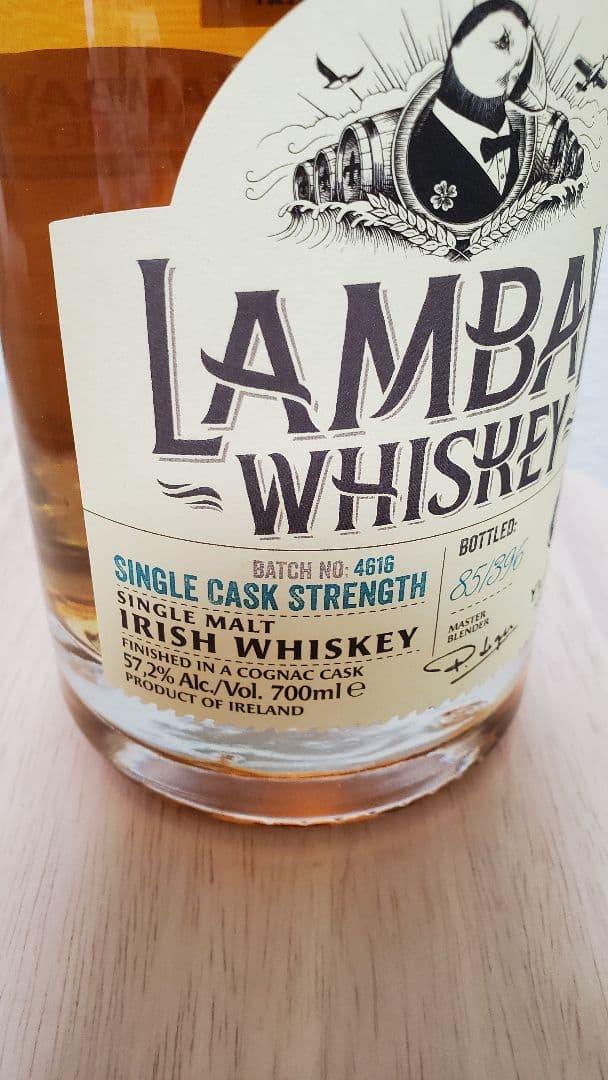 LAMBA
WHISKEY
BATCH NO: 4616
SINGLE CASK STRENGTH
SINGLE MALT
IRISH WHISKEY
FINISHED IN A COGNAC CASK
57,2% Alc./Vol. 700ml e
PRODUCT OF IRELAND
BOTTLED:
85/396
MASTER
BLENDER